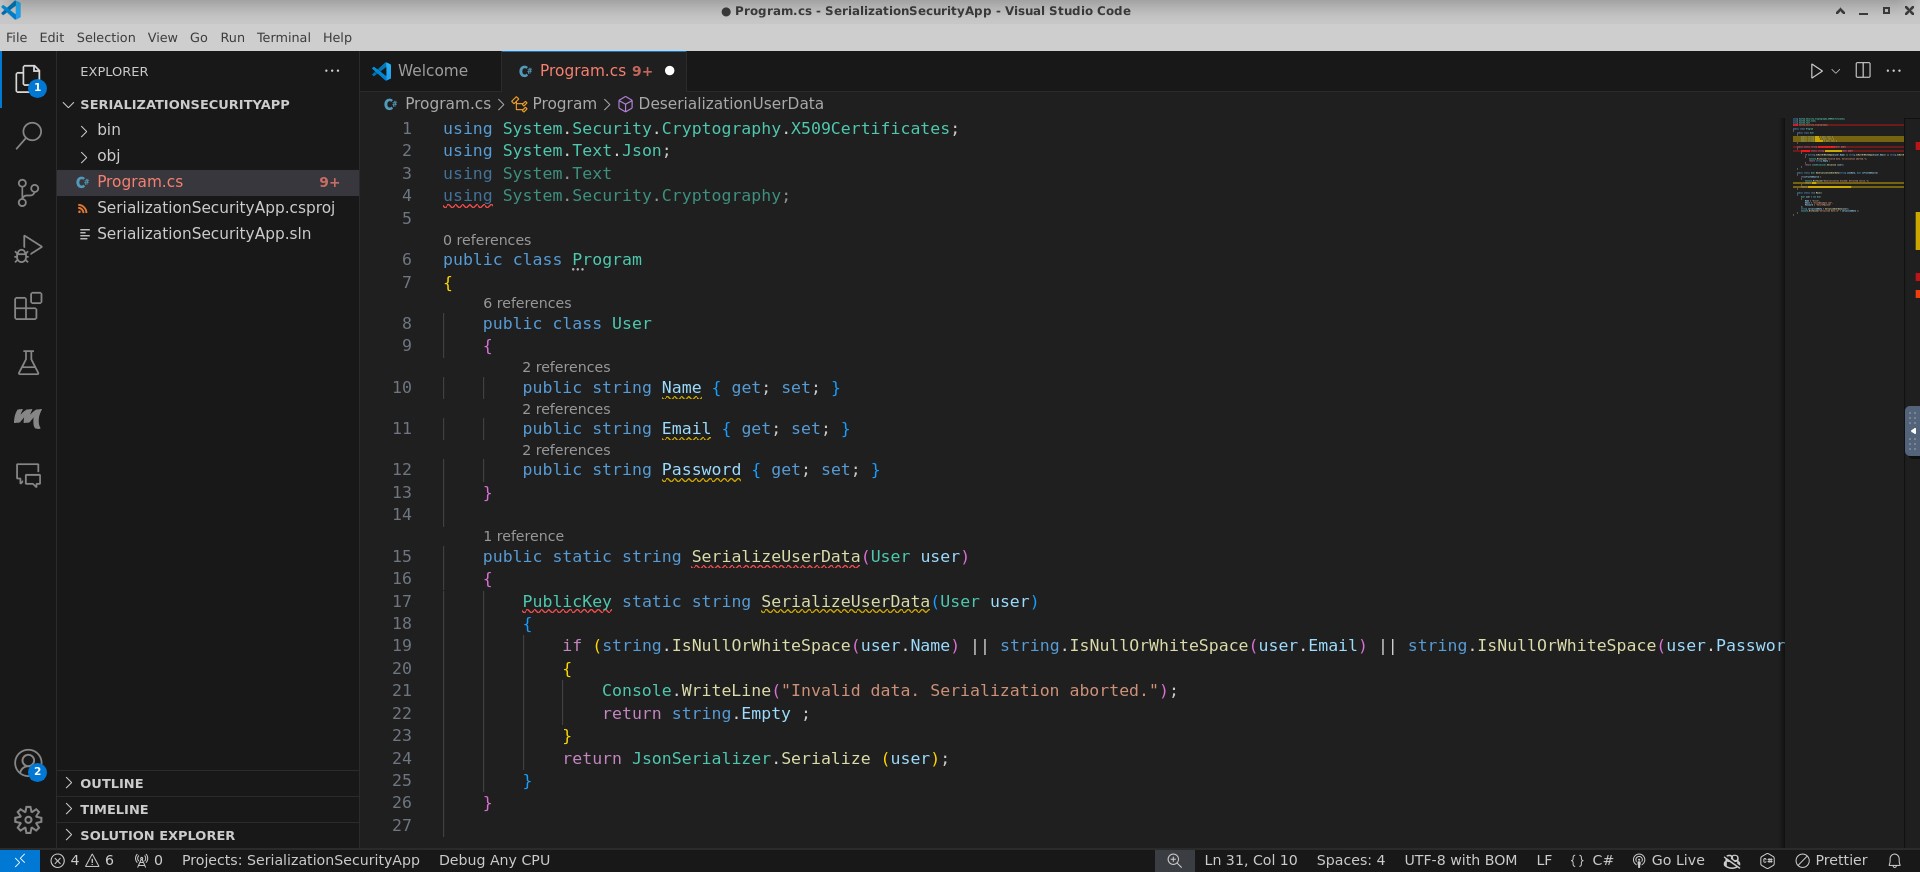 ● Program.cs - SerializationSecurityApp - Visual Studio Code
File Edit Selection View Go Run Terminal Help
1
EXPLORER
SERIALIZATIONSECURITYAPP
bin
obj
Program.cs 9+
SerializationSecurityApp.csproj
SerializationSecurityApp.sln
2
OUTLINE
TIMELINE
SOLUTION EXPLORER
Welcome
C# Program.cs 9+
Program.cs > Program > DeserializationUserData
1 using System.Security.Cryptography.X509Certificates;
2 using System.Text.Json;
3 using System.Text
4 using System.Security.Cryptography;
5
0 references
6 public class Program
7 {
6 references
8 public class User
9 {
2 references
10 public string Name { get; set; }
2 references
11 public string Email { get; set; }
2 references
12 public string Password { get; set; }
13 }
14
1 reference
15 public static string SerializeUserData(User user)
16 {
17 PublicKey static string SerializeUserData(User user)
18 {
19 if (string.IsNullOrWhiteSpace(user.Name) || string.IsNullOrWhiteSpace(user.Email) || string.IsNullOrWhiteSpace(user.Passwor
20 {
21 Console.WriteLine("Invalid data. Serialization aborted.");
22 return string.Empty ;
23 }
24 return JsonSerializer.Serialize (user);
25 }
26 }
27
4 6 0 Projects: SerializationSecurityApp Debug Any CPU Ln 31, Col 10 Spaces: 4 UTF-8 with BOM LF {} C# Go Live Prettier